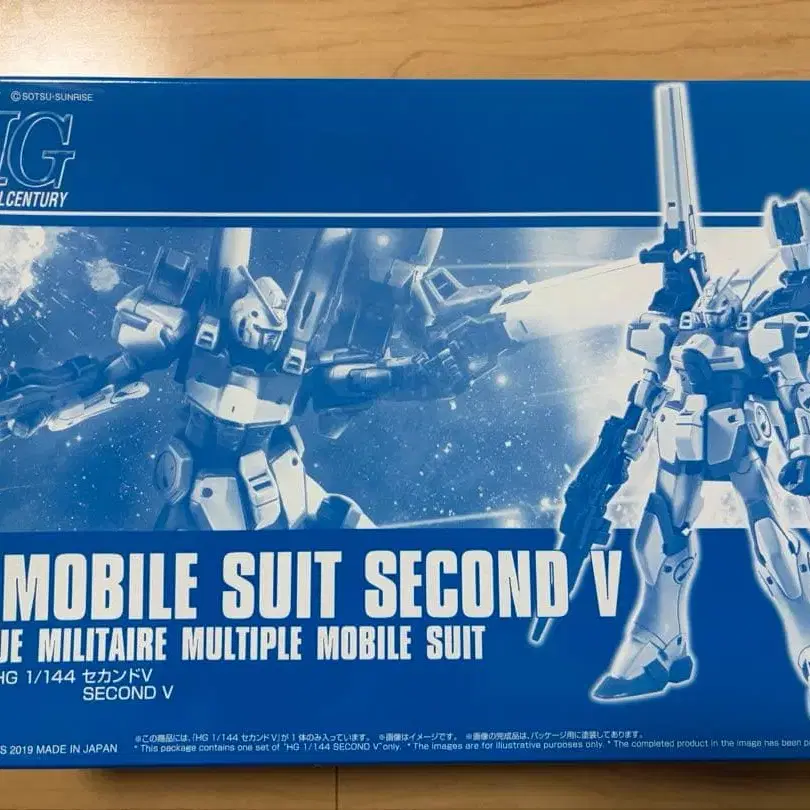 ©SOTSU・SUNRISE
HG
L CENTURY
MOBILE SUIT SECOND V
UE MILITAIRE MULTIPLE MOBILE SUIT
HG 1/144 セカンドV
SECOND V
※この商品には、「HG 1/144 セカンドV」が1体のみ入っています。 ※画像はイメージです。 ※画像の完成品は、パッケージ用に塗装してあります。
S 2019 MADE IN JAPAN
* This package contains one set of "HG 1/144 SECOND V" only. * The images are for illustrative purposes only. * The completed product in the image has been p